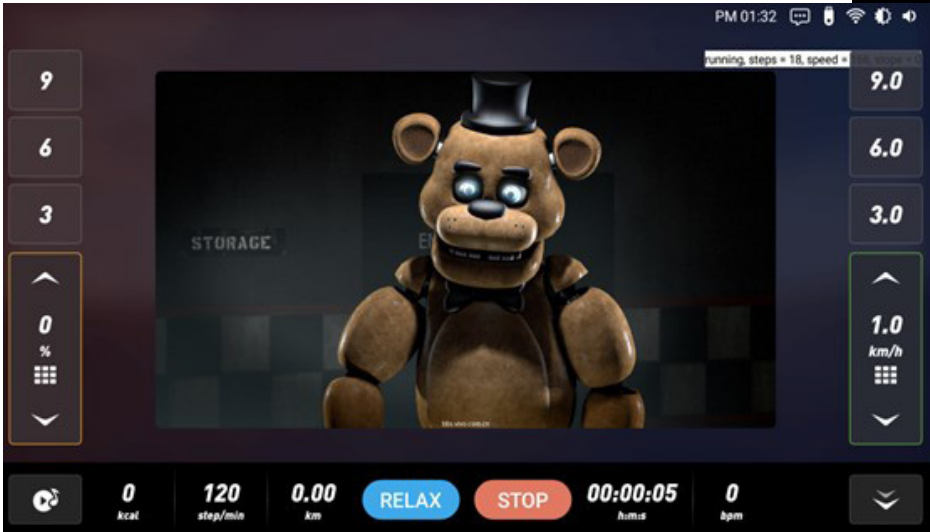 PM 01:32
running, steps = 18, speed =
9
9.0
6
6.0
3
3.0
STORAGE
0
%
1.0
km/h
0
kcal
120
step/min
0.00
km
RELAX
STOP
00:00:05
h:m:s
0
bpm